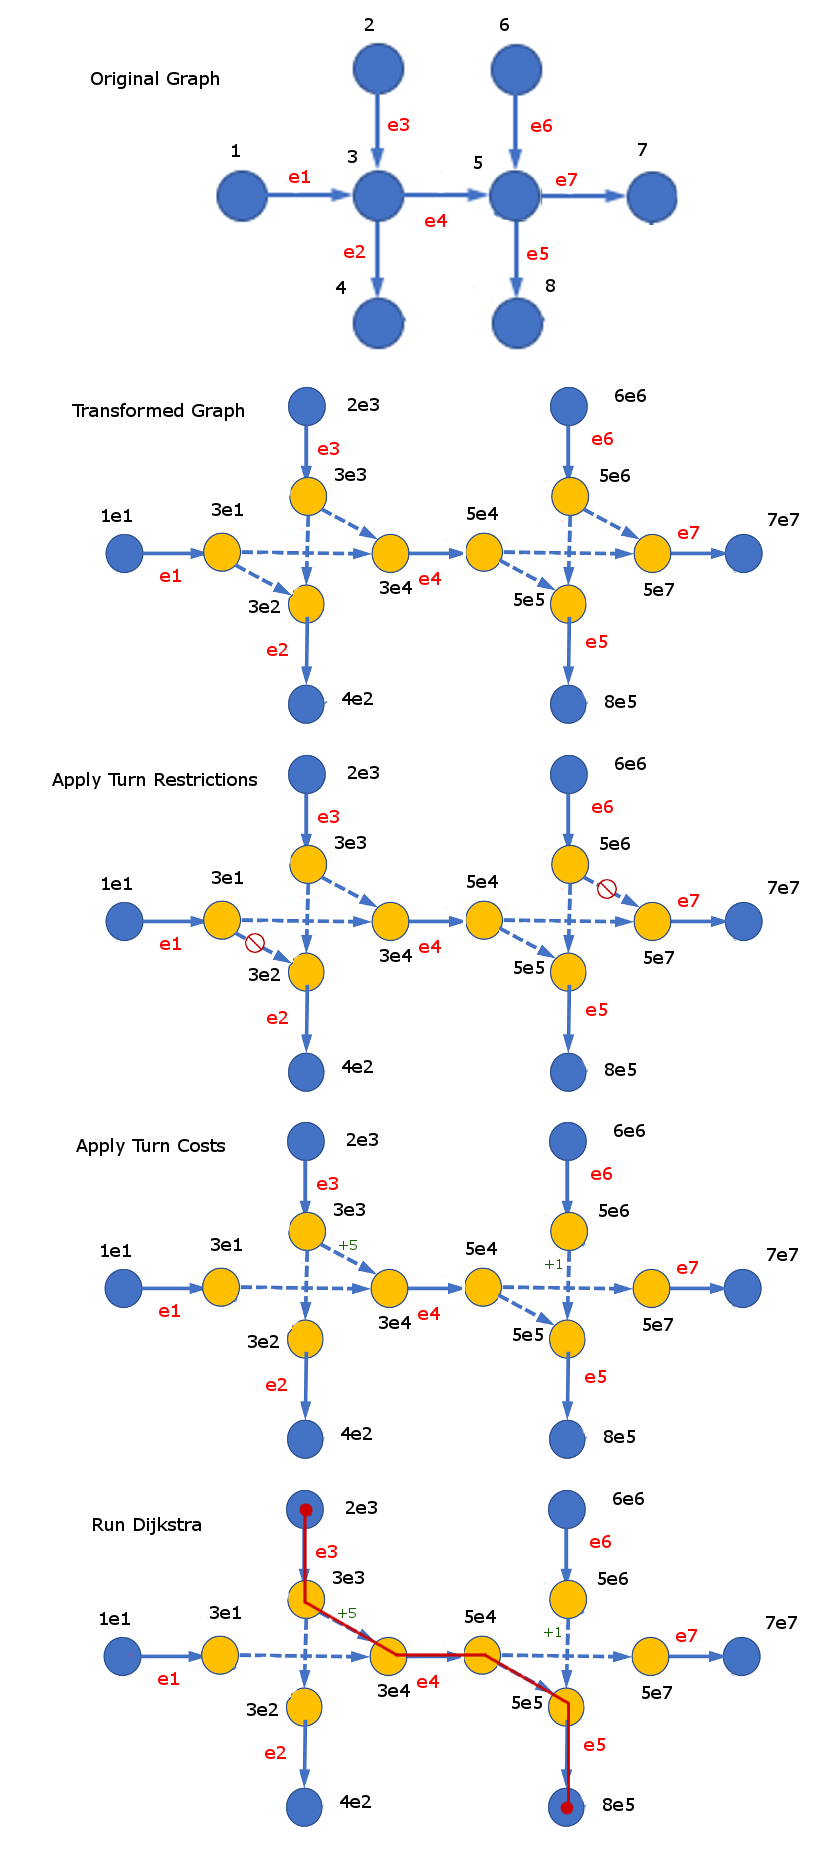 2
6
Original Graph
e3
e6
1
3
5
7
e1
e7
e4
e2
e5
4
8
Transformed Graph
2e3
6e6
e3
e6
3e3
5e6
1e1
3e1
5e4
7e7
e7
e1
3e4
e4
5e7
3e2
5e5
e2
e5
4e2
8e5
Apply Turn Restrictions
2e3
6e6
e3
e6
3e3
5e6
1e1
3e1
5e4
7e7
e7
e1
3e4
e4
5e7
3e2
5e5
e2
e5
4e2
8e5
Apply Turn Costs
2e3
6e6
e3
e6
3e3
5e6
1e1
3e1
+5
5e4
+1
7e7
e7
e1
3e4
e4
5e7
3e2
5e5
e2
e5
4e2
8e5
Run Dijkstra
2e3
6e6
e3
e6
3e3
5e6
1e1
3e1
+5
5e4
+1
7e7
e7
e1
3e4
e4
5e7
3e2
5e5
e2
e5
4e2
8e5